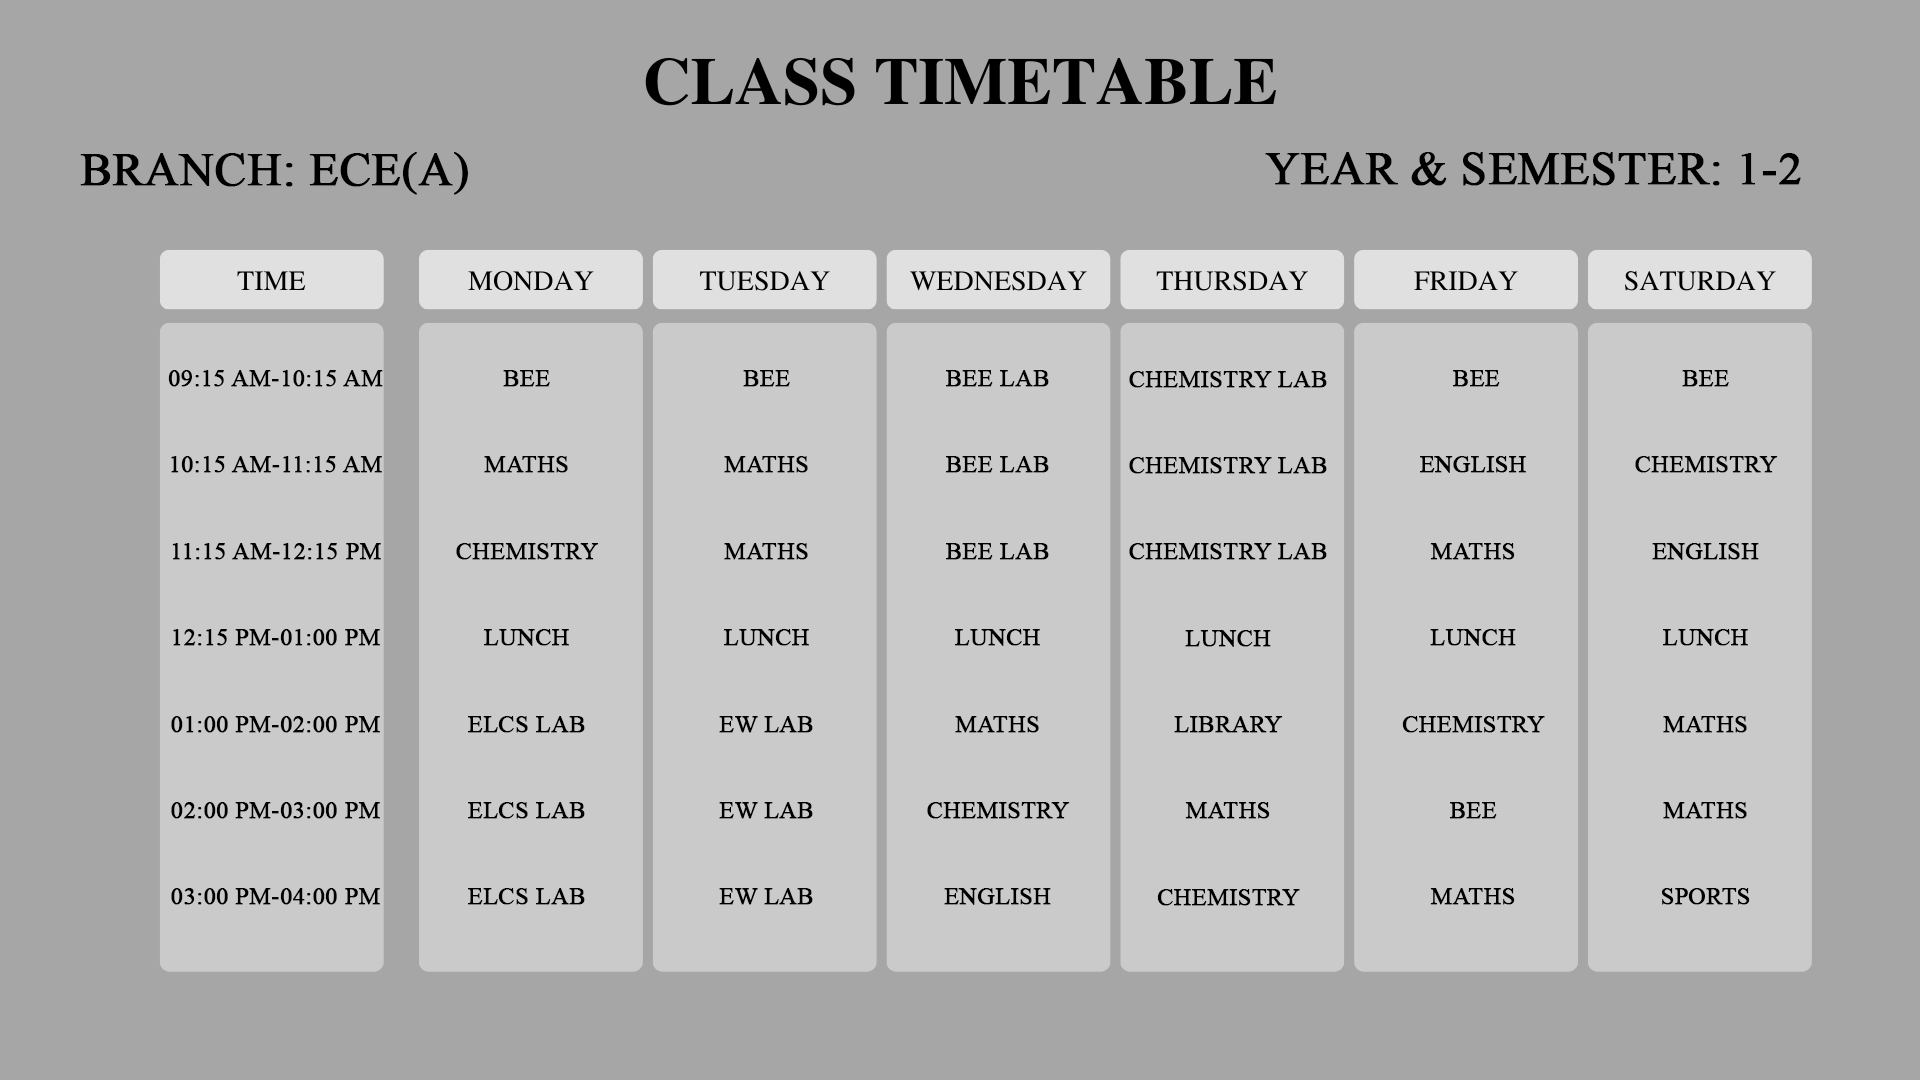 CLASS TIMETABLE
BRANCH: ECE(A) YEAR & SEMESTER: 1-2
TIME MONDAY TUESDAY WEDNESDAY THURSDAY FRIDAY SATURDAY
09:15 AM-10:15 AM BEE BEE BEE LAB CHEMISTRY LAB BEE BEE
10:15 AM-11:15 AM MATHS MATHS BEE LAB CHEMISTRY LAB ENGLISH CHEMISTRY
11:15 AM-12:15 PM CHEMISTRY MATHS BEE LAB CHEMISTRY LAB MATHS ENGLISH
12:15 PM-01:00 PM LUNCH LUNCH LUNCH LUNCH LUNCH LUNCH
01:00 PM-02:00 PM ELCS LAB EW LAB MATHS LIBRARY CHEMISTRY MATHS
02:00 PM-03:00 PM ELCS LAB EW LAB CHEMISTRY MATHS BEE MATHS
03:00 PM-04:00 PM ELCS LAB EW LAB ENGLISH CHEMISTRY MATHS SPORTS